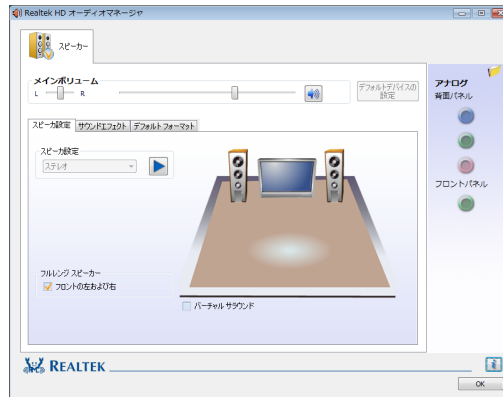 Realtek HD オーディオマネージャ
スピーカー
メインボリューム
L
R
デフォルトデバイスの
設定
アナログ
背面パネル
フロントパネル
スピーカ設定
サウンドエフェクト
デフォルト フォーマット
スピーカ設定
ステレオ
フルレンジ スピーカー
フロントの左および右
バーチャル サラウンド
REALTEK
i
OK